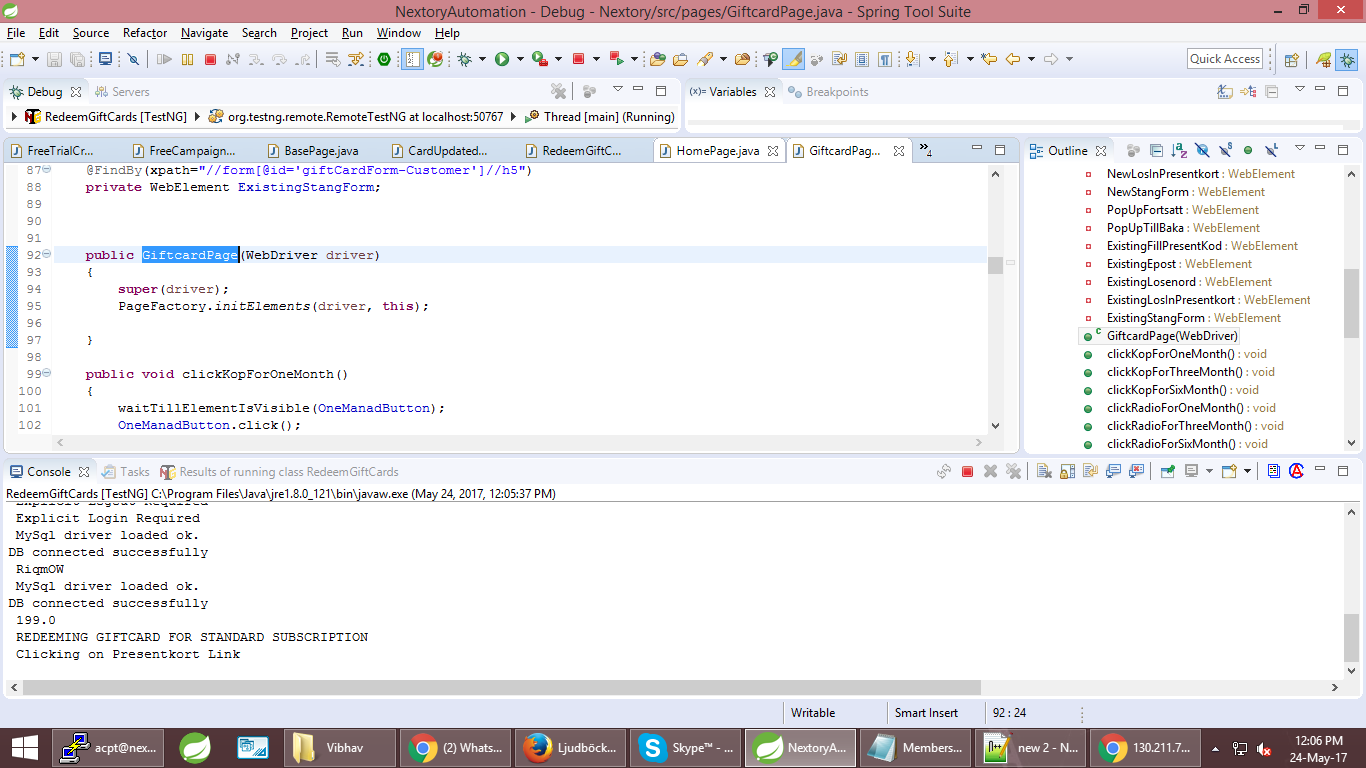 NextoryAutomation - Debug - Nextory/src/pages/GiftcardPage.java - Spring Tool Suite
File Edit Source Refactor Navigate Search Project Run Window Help
Quick Access
Debug Servers
(x)= Variables Breakpoints
RedeemGiftCards [TestNG] org.testng.remote.RemoteTestNG at localhost:50767 Thread [main] (Running)
FreeTrialCr... FreeCampaign... BasePage.java CardUpdated... RedeemGiftC... HomePage.java GiftcardPag... »4
Outline
87 @FindBy(xpath="//form[@id='giftCardForm-Customer']//h5")
88 private WebElement ExistingStangForm;
89
90
91
92 public GiftcardPage(WebDriver driver)
93 {
94 super(driver);
95 PageFactory.initElements(driver, this);
96
97 }
98
99 public void clickKopForOneMonth()
100 {
101 waitTillElementIsVisible(OneManadButton);
102 OneManadButton.click();
NewLosInPresentkort : WebElement
NewStangForm : WebElement
PopUpFortsatt : WebElement
PopUpTillBaka : WebElement
ExistingFillPresentKod : WebElement
ExistingEpost : WebElement
ExistingLosenord : WebElement
ExistingLosInPresentkort : WebElement
ExistingStangForm : WebElement
GiftcardPage(WebDriver)
clickKopForOneMonth() : void
clickKopForThreeMonth() : void
clickKopForSixMonth() : void
clickRadioForOneMonth() : void
clickRadioForThreeMonth() : void
clickRadioForSixMonth() : void
Console Tasks Results of running class RedeemGiftCards
RedeemGiftCards [TestNG] C:\Program Files\Java\jre1.8.0_121\bin\javaw.exe (May 24, 2017, 12:05:37 PM)
Explicit Logout Required
Explicit Login Required
MySql driver loaded ok.
DB connected successfully
RiqmOW
MySql driver loaded ok.
DB connected successfully
199.0
REDEEMING GIFTCARD FOR STANDARD SUBSCRIPTION
Clicking on Presentkort Link
Writable Smart Insert 92 : 24
acpt@nex... Vibhav (2) Whats... Ljudböck... Skype™ - ... NextoryA... Members... new 2 - N... 130.211.7...
12:06 PM
24-May-17